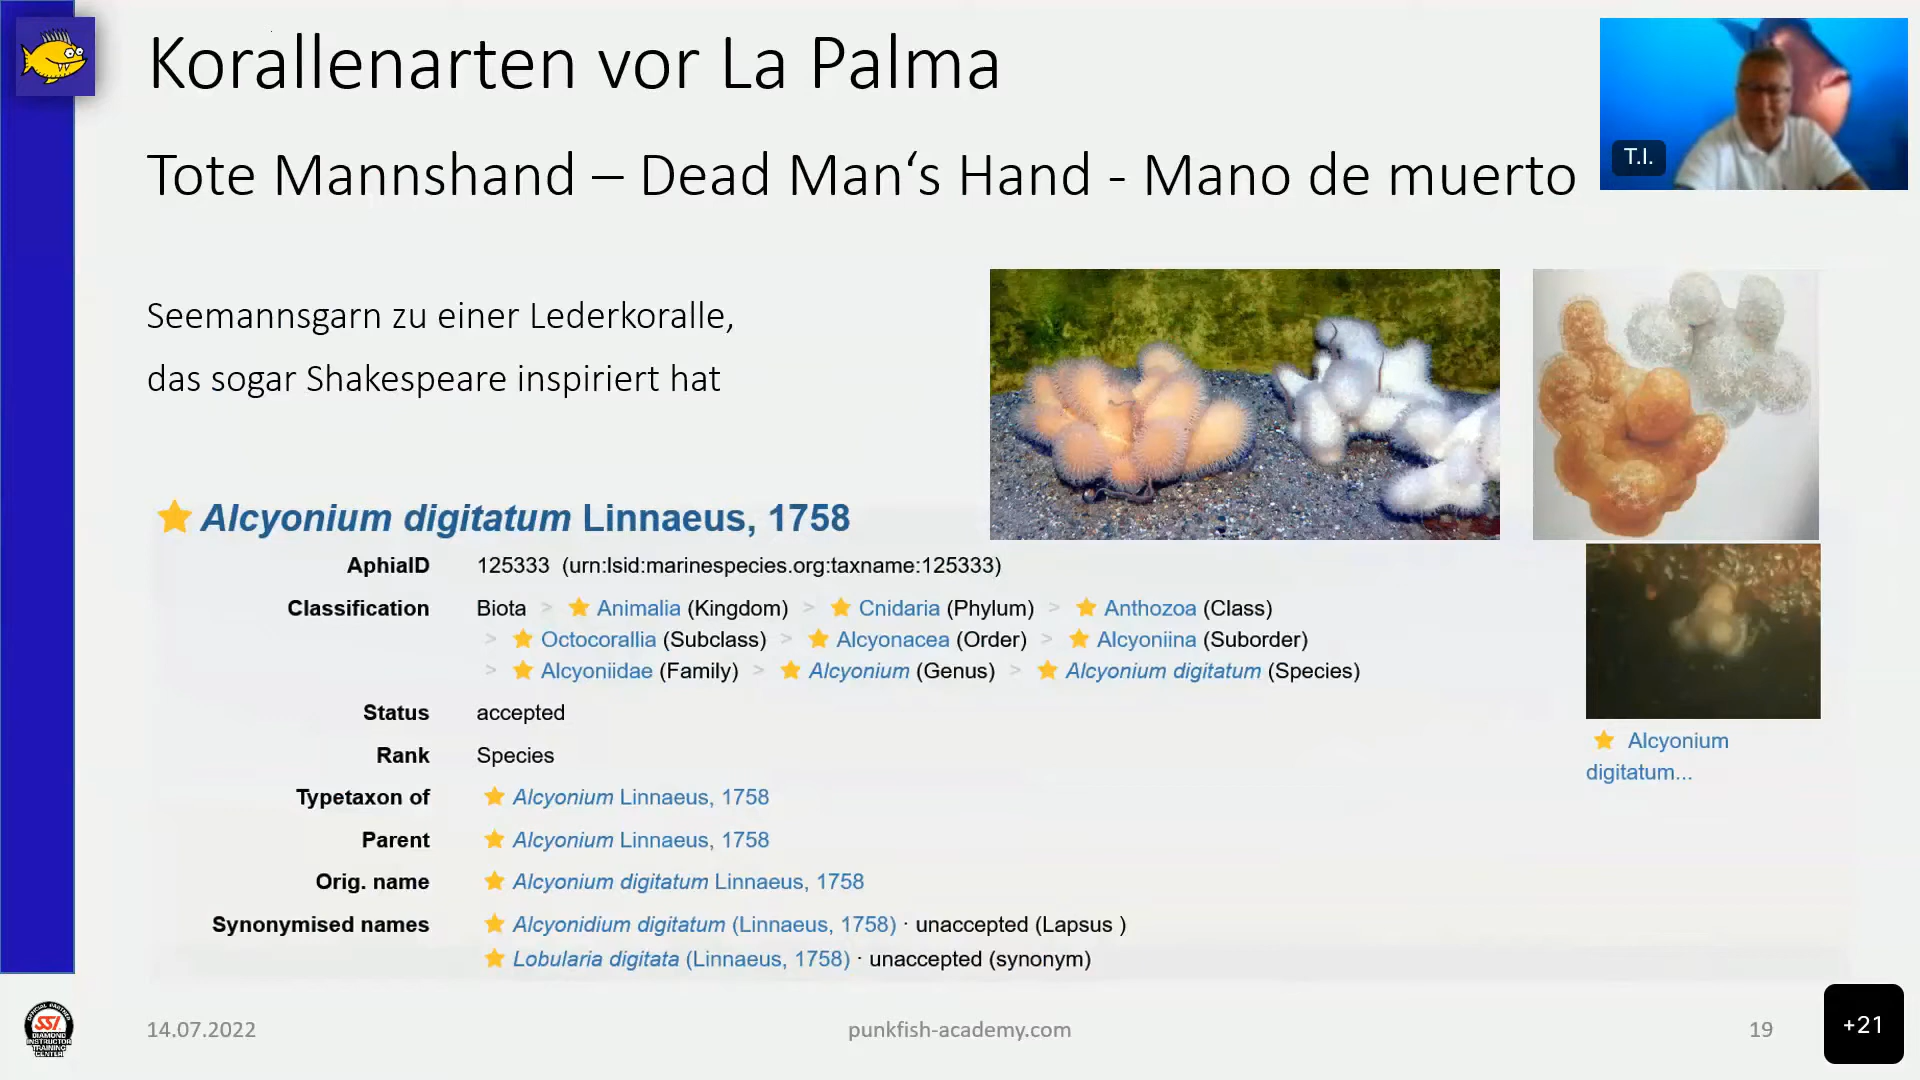 Korallenarten vor La Palma
Tote Mannshand – Dead Man‘s Hand - Mano de muerto
T.I.
Seemannsgarn zu einer Lederkoralle,
das sogar Shakespeare inspiriert hat
Alcyonium digitatum Linnaeus, 1758
AphiaID 125333 (urn:lsid:marinespecies.org:taxname:125333)
Classification Biota > Animalia (Kingdom) > Cnidaria (Phylum) > Anthozoa (Class)
> Octocorallia (Subclass) > Alcyonacea (Order) > Alcyoniina (Suborder)
> Alcyoniidae (Family) > Alcyonium (Genus) > Alcyonium digitatum (Species)
Status accepted
Rank Species
Typetaxon of Alcyonium Linnaeus, 1758
Parent Alcyonium Linnaeus, 1758
Orig. name Alcyonium digitatum Linnaeus, 1758
Synonymised names Alcyonidium digitatum (Linnaeus, 1758) · unaccepted (Lapsus )
Lobularia digitata (Linnaeus, 1758) · unaccepted (synonym)
Alcyonium
digitatum...
SSI
DIAMOND
INSTRUCTOR
TRAINING
CENTER
14.07.2022
punkfish-academy.com
19
+21